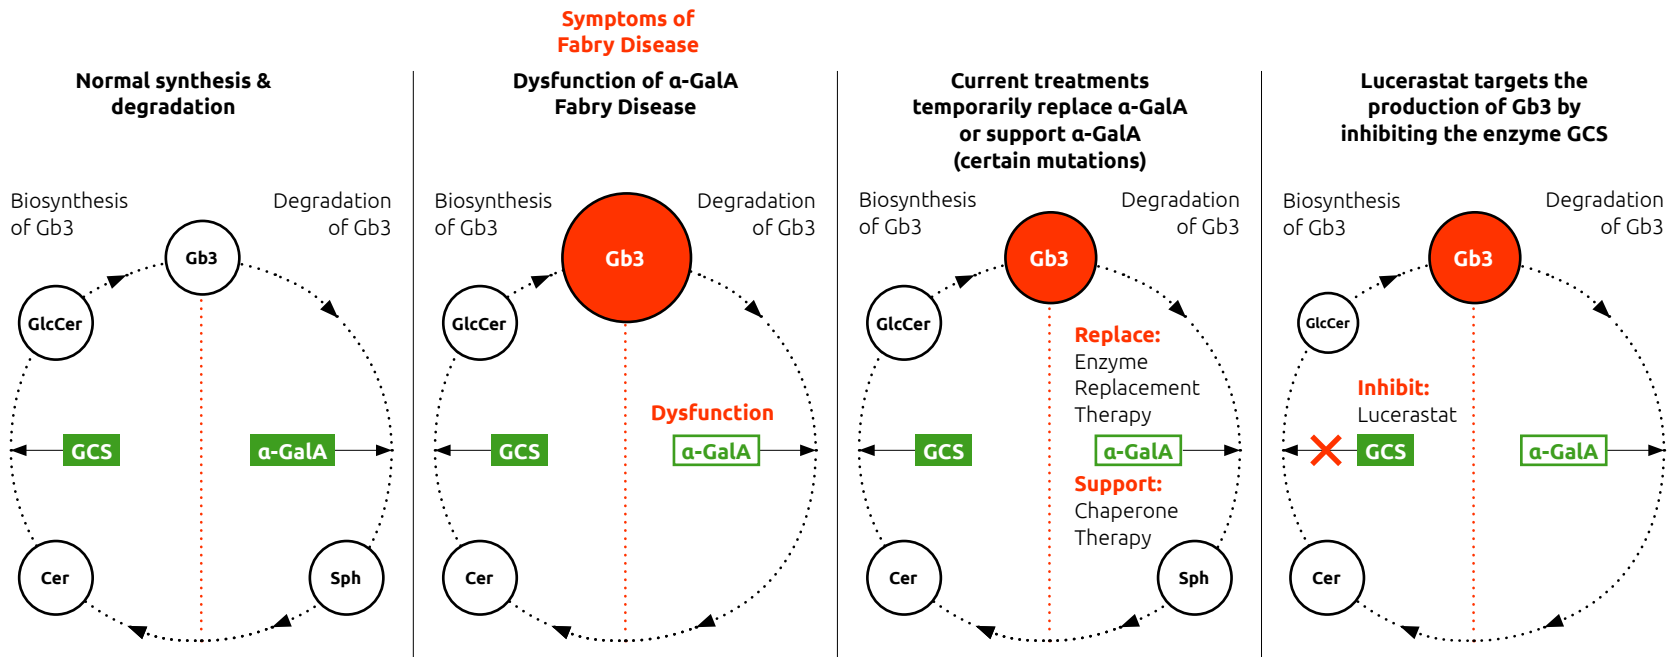 Symptoms of
Fabry Disease
Normal synthesis &
degradation
Biosynthesis
of Gb3
Degradation
of Gb3
Gb3
GlcCer
GCS
α-GalA
Cer
Sph
Dysfunction of α-GalA
Fabry Disease
Biosynthesis
of Gb3
Degradation
of Gb3
Gb3
GlcCer
Dysfunction
GCS
α-GalA
Cer
Current treatments
temporarily replace α-GalA
or support α-GalA
(certain mutations)
Biosynthesis
of Gb3
Degradation
of Gb3
Gb3
GlcCer
Replace:
Enzyme
Replacement
Therapy
GCS
α-GalA
Support:
Chaperone
Therapy
Cer
Sph
Lucerastat targets the
production of Gb3 by
inhibiting the enzyme GCS
Biosynthesis
of Gb3
Degradation
of Gb3
Gb3
GlcCer
Inhibit:
Lucerastat
GCS
α-GalA
Cer